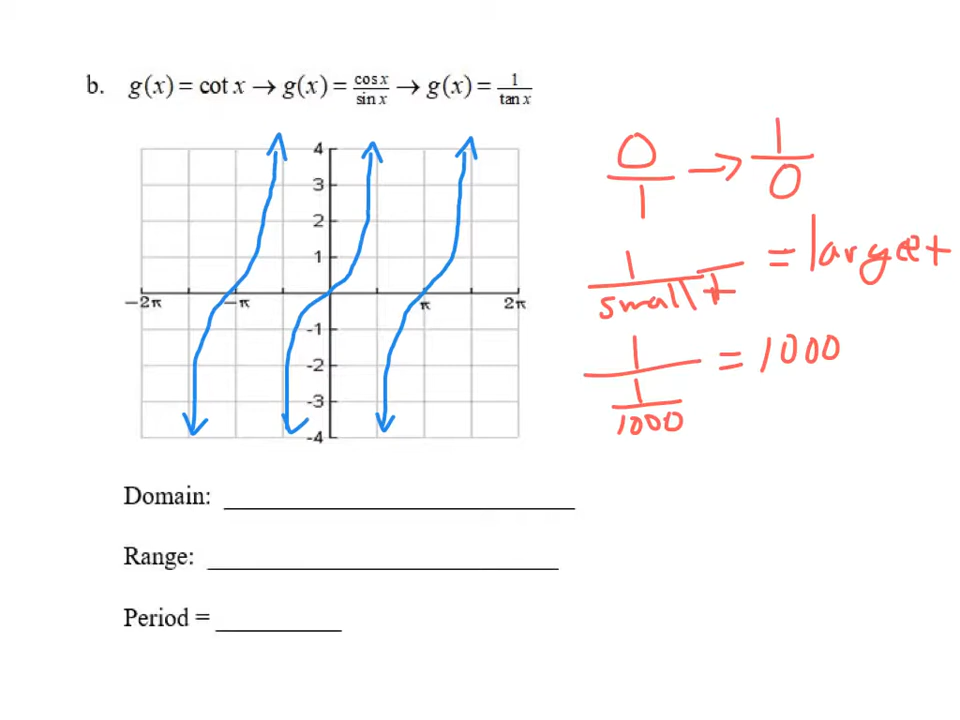 b. g(x) = cot x → g(x) = cos x / sin x → g(x) = 1 / tan x
4
3
2
1
−2π −π π 2π
-1
-2
-3
-4
0/1 → 1/0
1/small + = large +
1/(1/1000) = 1000
Domain:
Range:
Period =